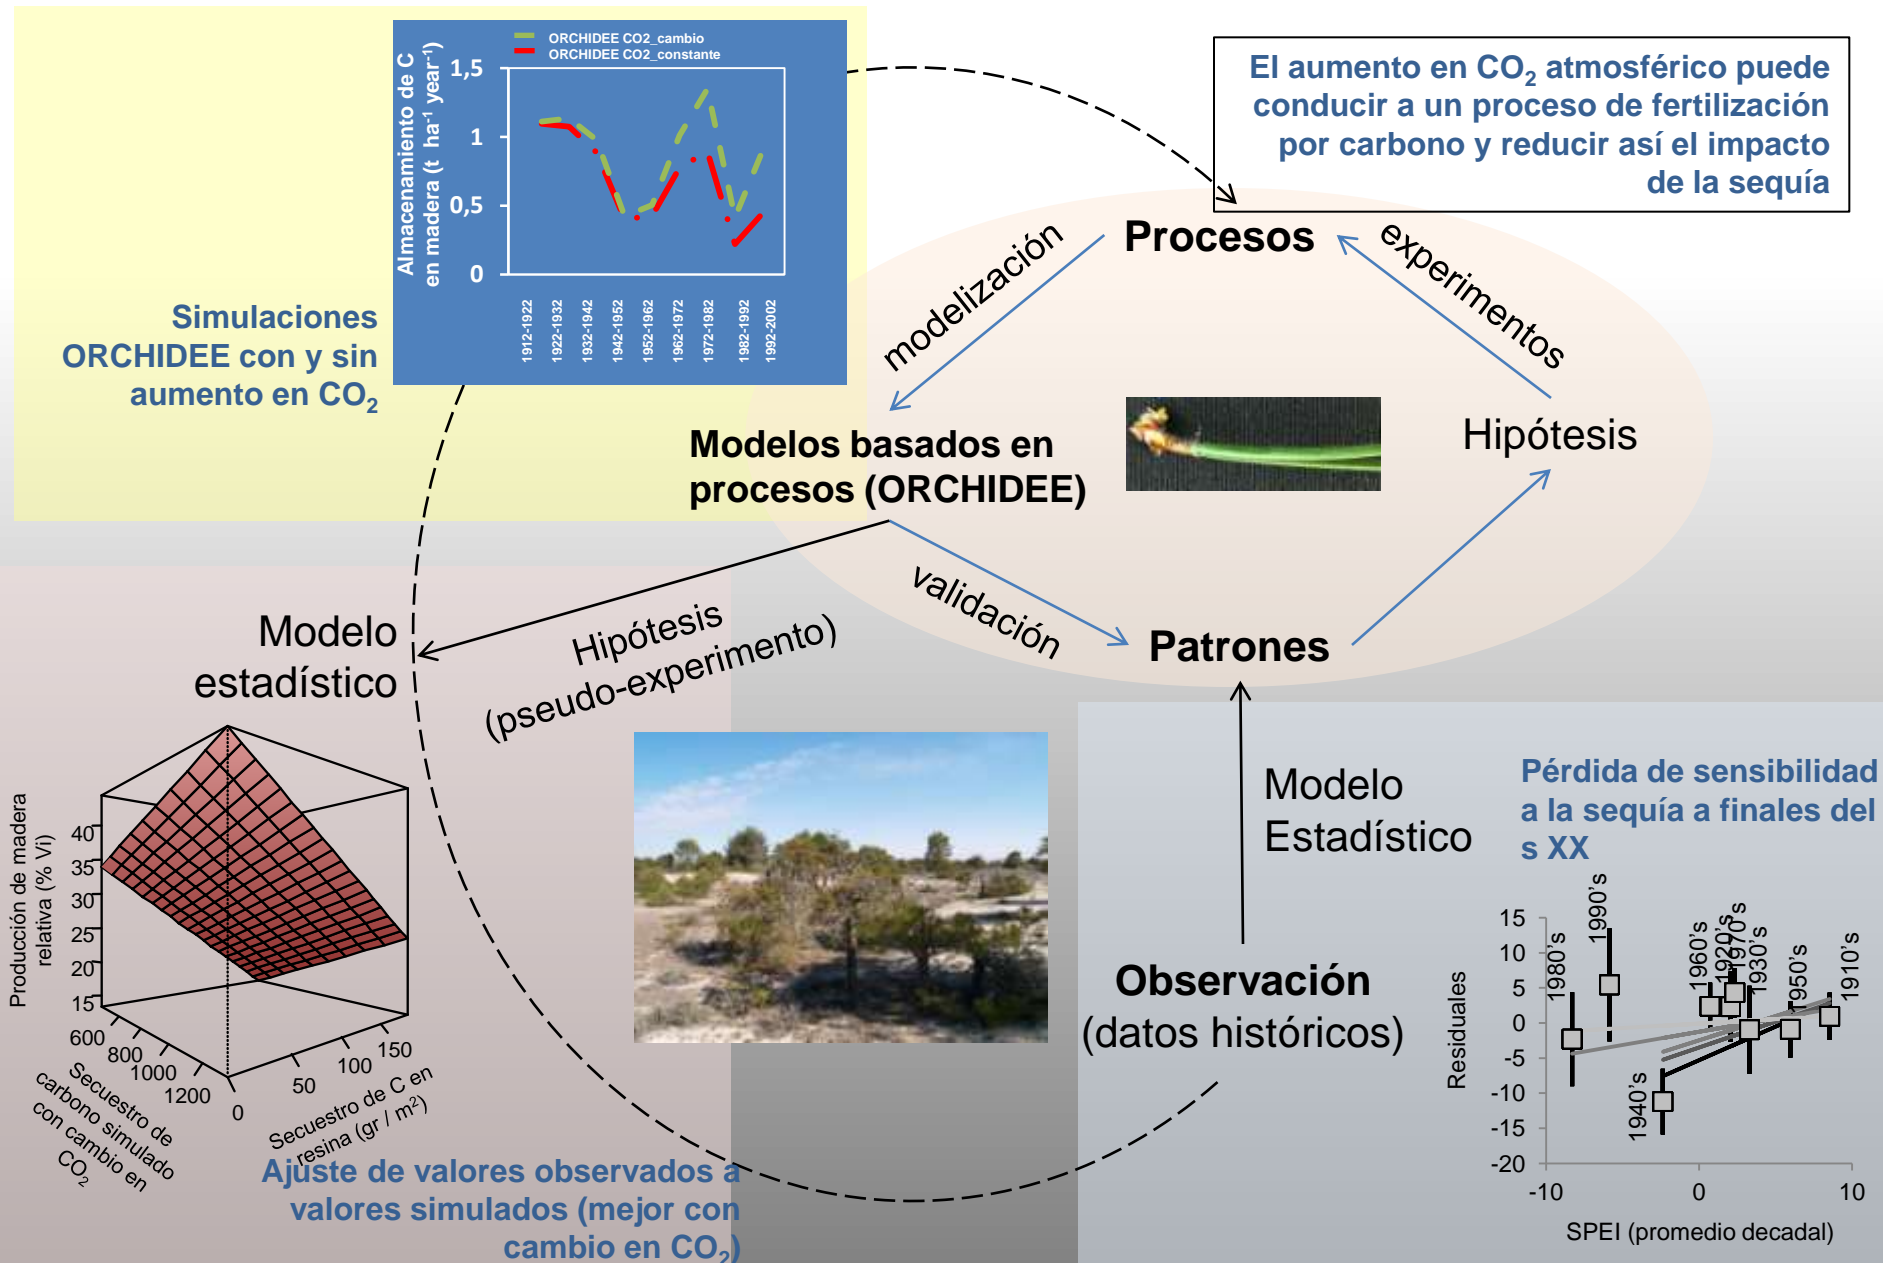 ORCHIDEE CO2_cambio
ORCHIDEE CO2_constante
Almacenamiento de C
en madera (t ha⁻¹ year⁻¹)
1,5
1
0,5
0
1912-1922
1922-1932
1932-1942
1942-1952
1952-1962
1962-1972
1972-1982
1982-1992
1992-2002
Simulaciones
ORCHIDEE con y sin
aumento en CO₂
El aumento en CO₂ atmosférico puede
conducir a un proceso de fertilización
por carbono y reducir así el impacto
de la sequía
Procesos
modelización
experimentos
Modelos basados en
procesos (ORCHIDEE)
Hipótesis
validación
Patrones
Hipótesis
(pseudo-experimento)
Modelo
estadístico
Producción de madera
relativa (% Vi)
40
35
30
25
20
15
600
800
1000
1200
0
50
100
150
Secuestro de
carbono simulado
con cambio en
CO₂
Secuestro de C en
resina (gr / m²)
Ajuste de valores observados a
valores simulados (mejor con
cambio en CO₂)
Modelo
Estadístico
Observación
(datos históricos)
Pérdida de sensibilidad
a la sequía a finales del
s XX
Residuales
15
10
5
0
-5
-10
-15
-20
-10
0
10
1980's
1990's
1940's
1960's
1920's
1970's
1930's
1950's
1910's
SPEI (promedio decadal)